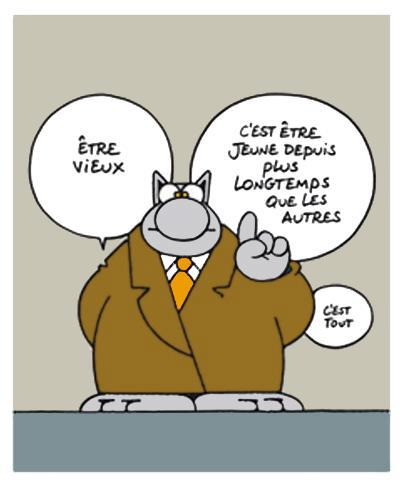 ÊTRE
VIEUX
C'EST ÊTRE
JEUNE DEPUIS
PLUS
LONGTEMPS
QUE LES
AUTRES
C'EST
TOUT